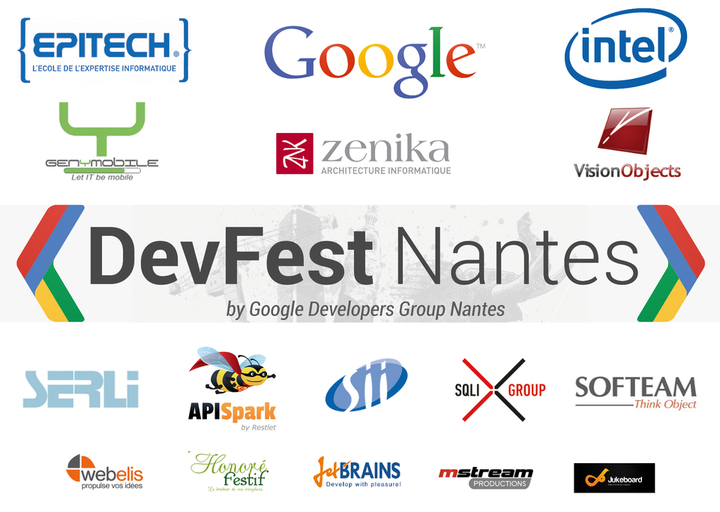 EPITECH.
L'ECOLE DE L'EXPERTISE INFORMATIQUE
Google™
intel®
GENYMOBILE
Let IT be mobile
zenika
ARCHITECTURE INFORMATIQUE
VisionObjects
DevFest Nantes
by Google Developers Group Nantes
SERLI
APISpark
by Restlet
SQLI GROUP
SOFTEAM
Think Object
webelis
propulse vos idées
Honoré
Festif
JetBRAINS
Develop with pleasure!
mstream
PRODUCTIONS
Jukeboard